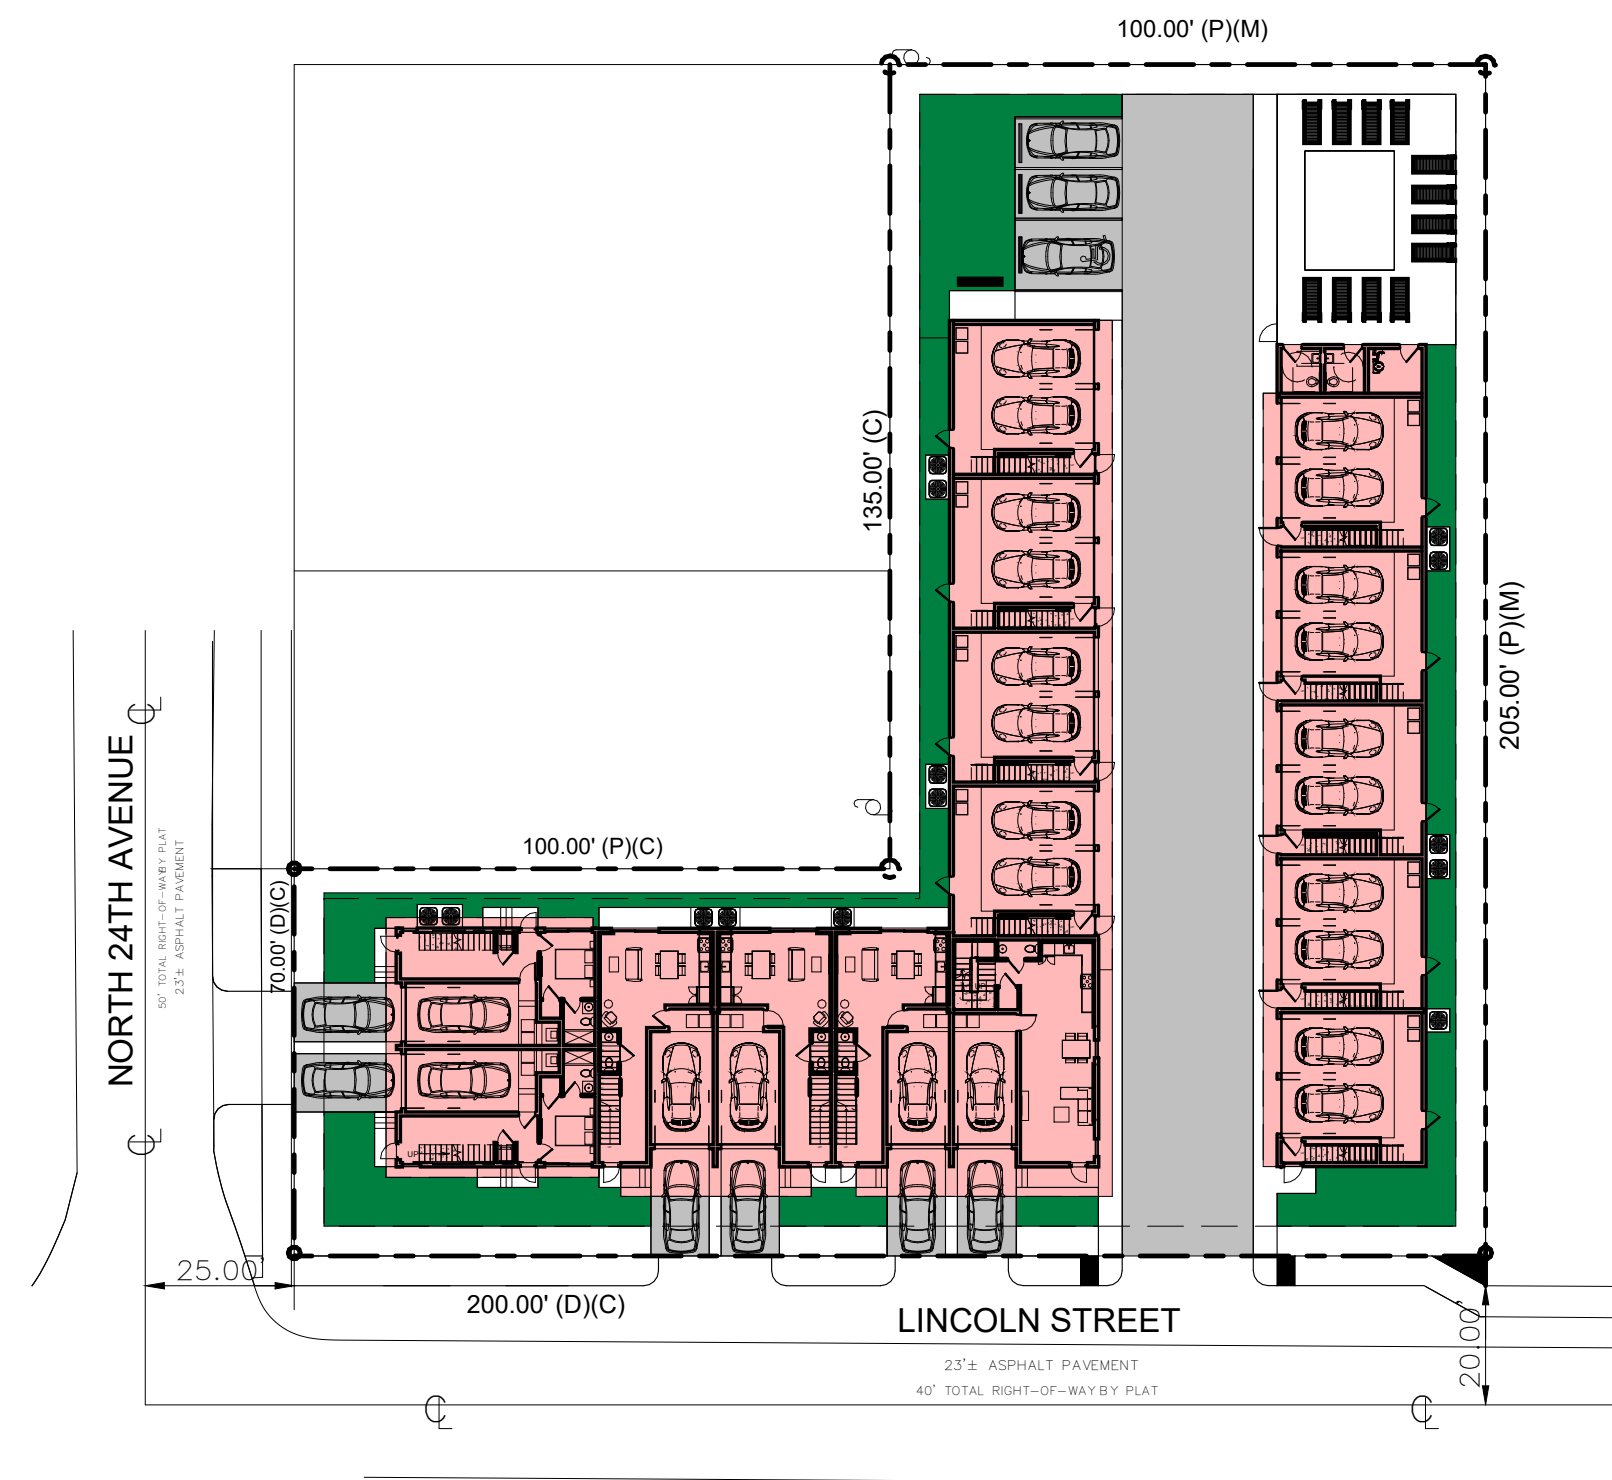 100.00' (P)(M)
135.00' (C)
205.00' (P)(M)
100.00' (P)(C)
70.00' (D)(C)
NORTH 24TH AVENUE
50' TOTAL RIGHT-OF-WAY BY PLAT
23'± ASPHALT PAVEMENT
UP
25.00'
200.00' (D)(C)
LINCOLN STREET
23'± ASPHALT PAVEMENT
40' TOTAL RIGHT-OF-WAY BY PLAT
20.00'